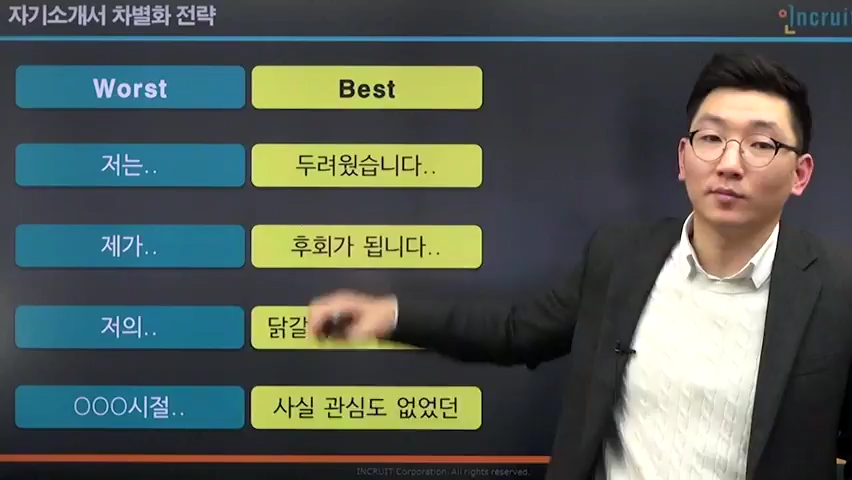 자기소개서 차별화 전략
Incrui
Worst
Best
저는..
두려웠습니다..
제가..
후회가 됩니다..
저의..
닭갈
OOO시절..
사실 관심도 없었던
INCRUIT Corporation. All rights reserved.